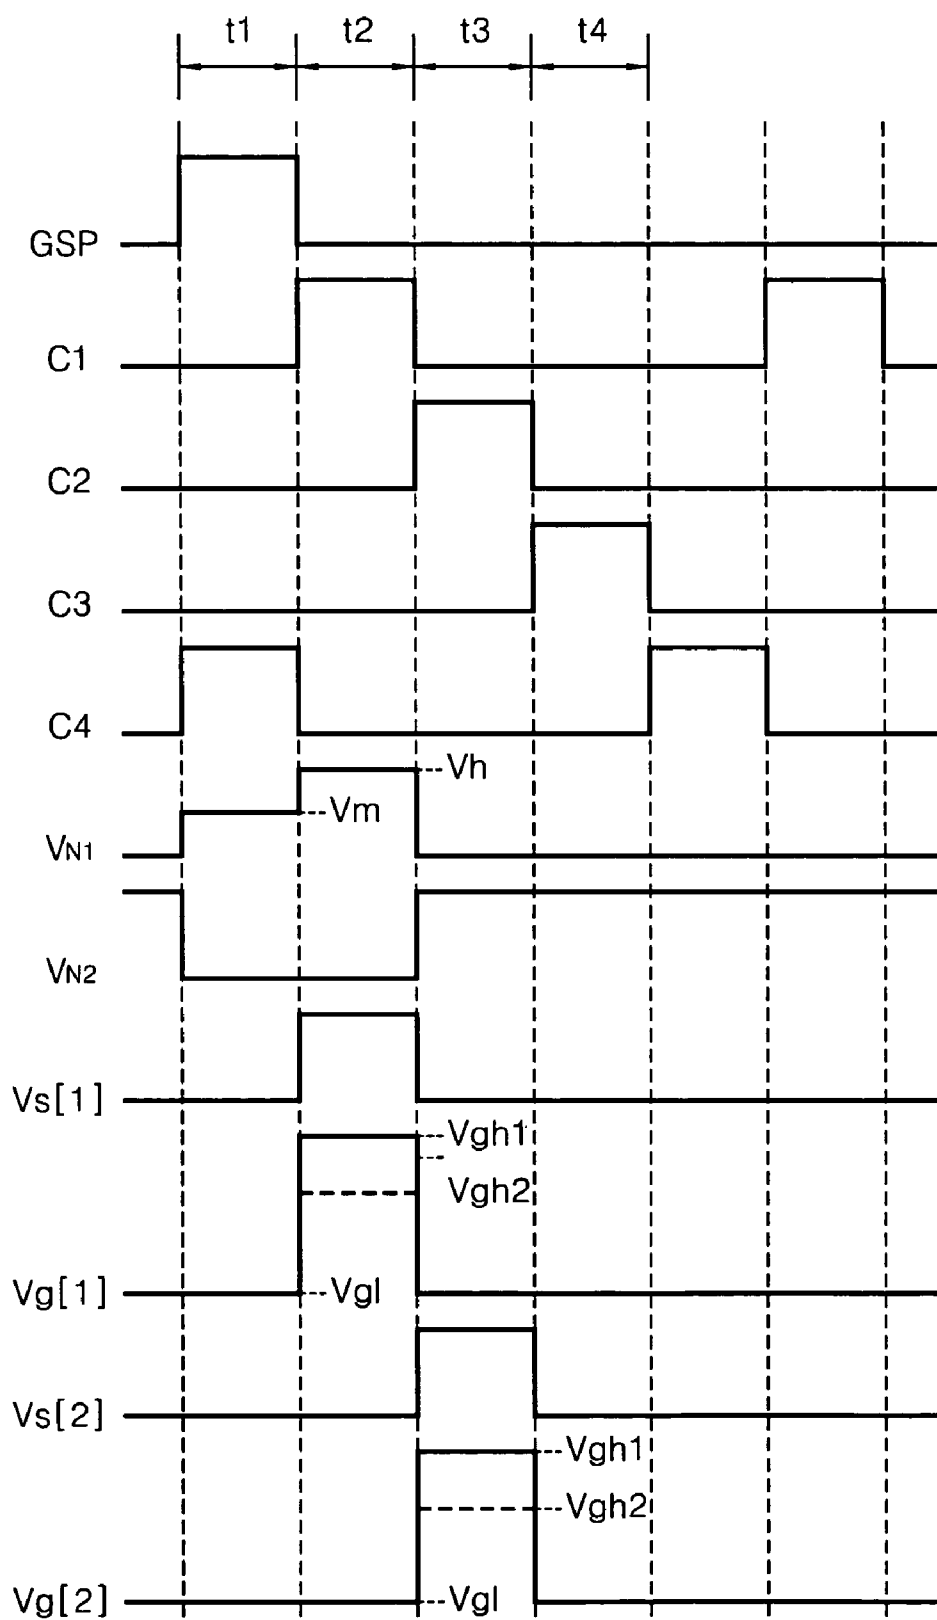 t1 t2 t3 t4
GSP
C1
C2
C3
C4
Vh
Vm
VN1
VN2
Vs[1]
Vgh1
Vgh2
Vg[1]
Vgl
Vs[2]
Vgh1
Vgh2
Vg[2]
Vgl